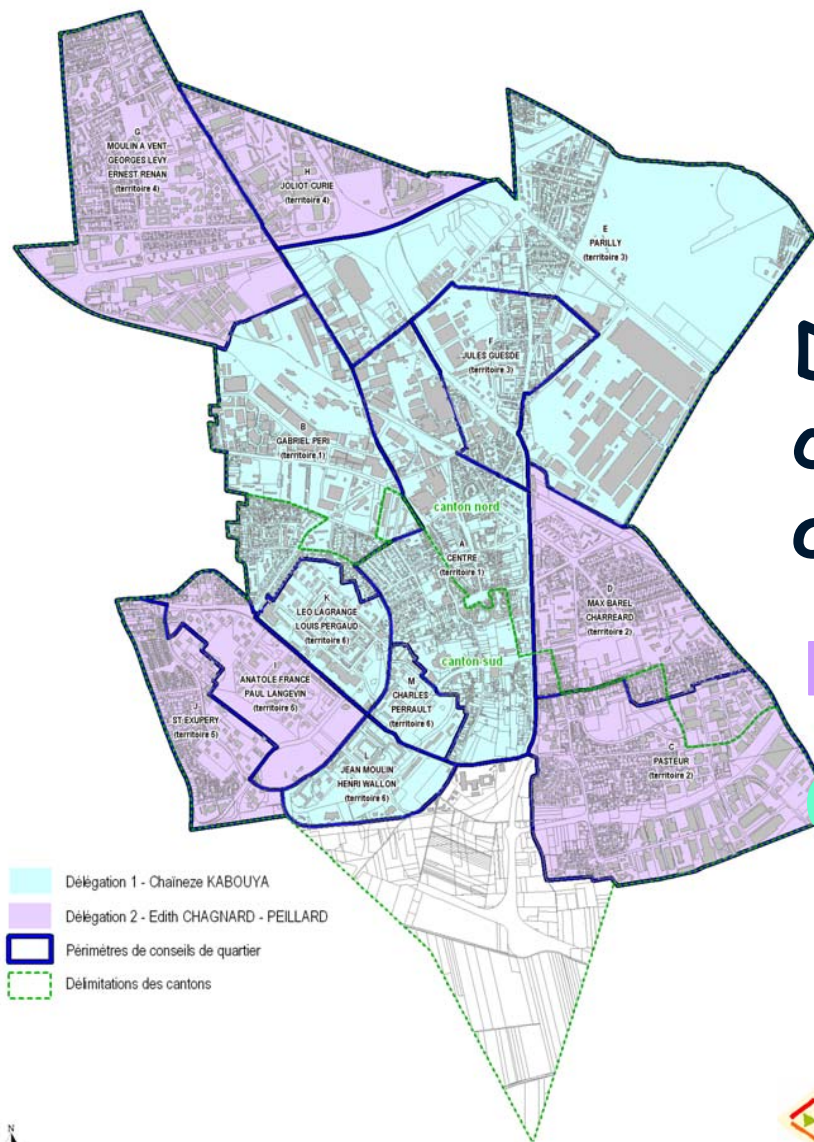 G
MOULIN A VENT
GEORGES LEVY
ERNEST RENAN
(territoire 4)
H
JOLIOT CURIE
(territoire 4)
E
PARILLY
(territoire 3)
F
JULES GUESDE
(territoire 3)
B
GABRIEL PERI
(territoire 1)
canton nord
A
CENTRE
(territoire 1)
D
MAX BAREL
CHARREARD
(territoire 2)
K
LEO LAGRANGE
LOUIS PERGAUD
(territoire 6)
canton sud
I
ANATOLE FRANCE
PAUL LANGEVIN
(territoire 5)
M
CHARLES
PERRAULT
(territoire 6)
J
ST EXUPERY
(territoire 5)
C
PASTEUR
(territoire 2)
L
JEAN MOULIN
HENRI WALLON
(territoire 6)
Délégation 1 - Chaïneze KABOUYA
Délégation 2 - Edith CHAGNARD - PEILLARD
Périmètres de conseils de quartier
Délimitations des cantons
N